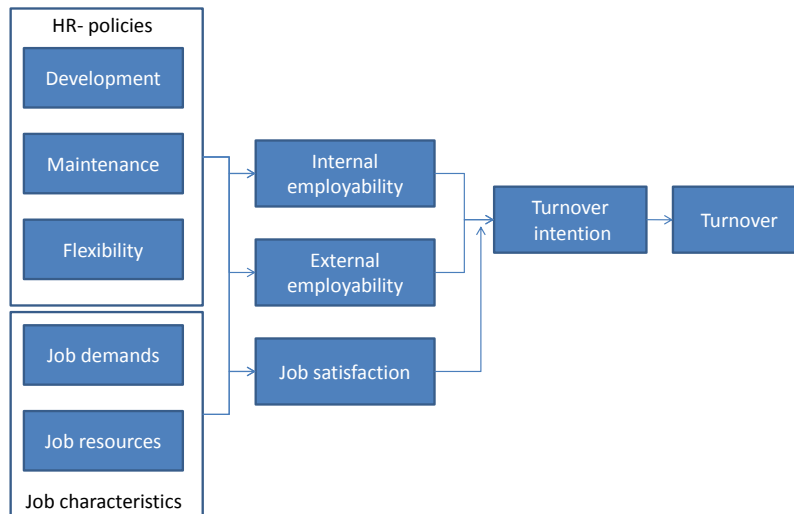 HR- policies
Development
Maintenance
Flexibility
Job demands
Job resources
Job characteristics
Internal
employability
External
employability
Job satisfaction
Turnover
intention
Turnover